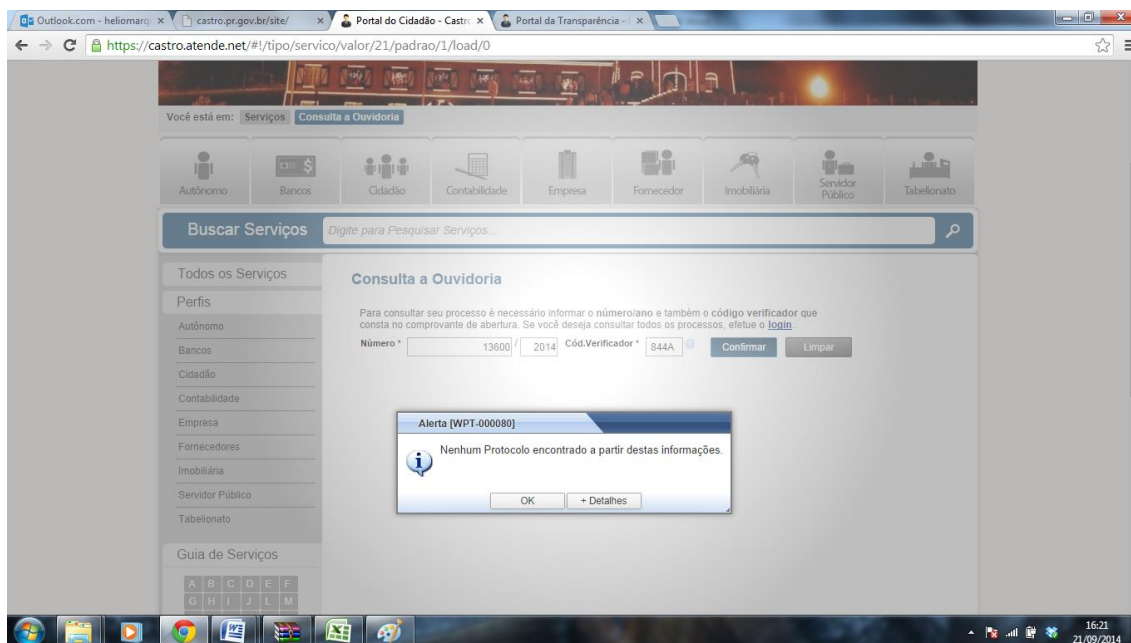 Outlook.com - heliomarq
castro.pr.gov.br/site/
Portal do Cidadão - Castr
Portal da Transparência -
https://castro.atende.net/#!/tipo/servico/valor/21/padrao/1/load/0
Você está em: Serviços Consulta a Ouvidoria
Autônomo Bancos Cidadão Contabilidade Empresa Fornecedor Imobiliária Servidor Público Tabelionato
Buscar Serviços Digite para Pesquisar Serviços...
Todos os Serviços
Perfis
Autônomo
Bancos
Cidadão
Contabilidade
Empresa
Fornecedores
Imobiliária
Servidor Público
Tabelionato
Guia de Serviços
A B C D E F
G H I J L M
Consulta a Ouvidoria
Para consultar seu processo é necessário informar o número/ano e também o código verificador que
consta no comprovante de abertura. Se você deseja consultar todos os processos, efetue o login.
Número * 13600 / 2014 Cód.Verificador * 844A Confirmar Limpar
Alerta [WPT-000080]
Nenhum Protocolo encontrado a partir destas informações.
OK + Detalhes
16:21
21/09/2014